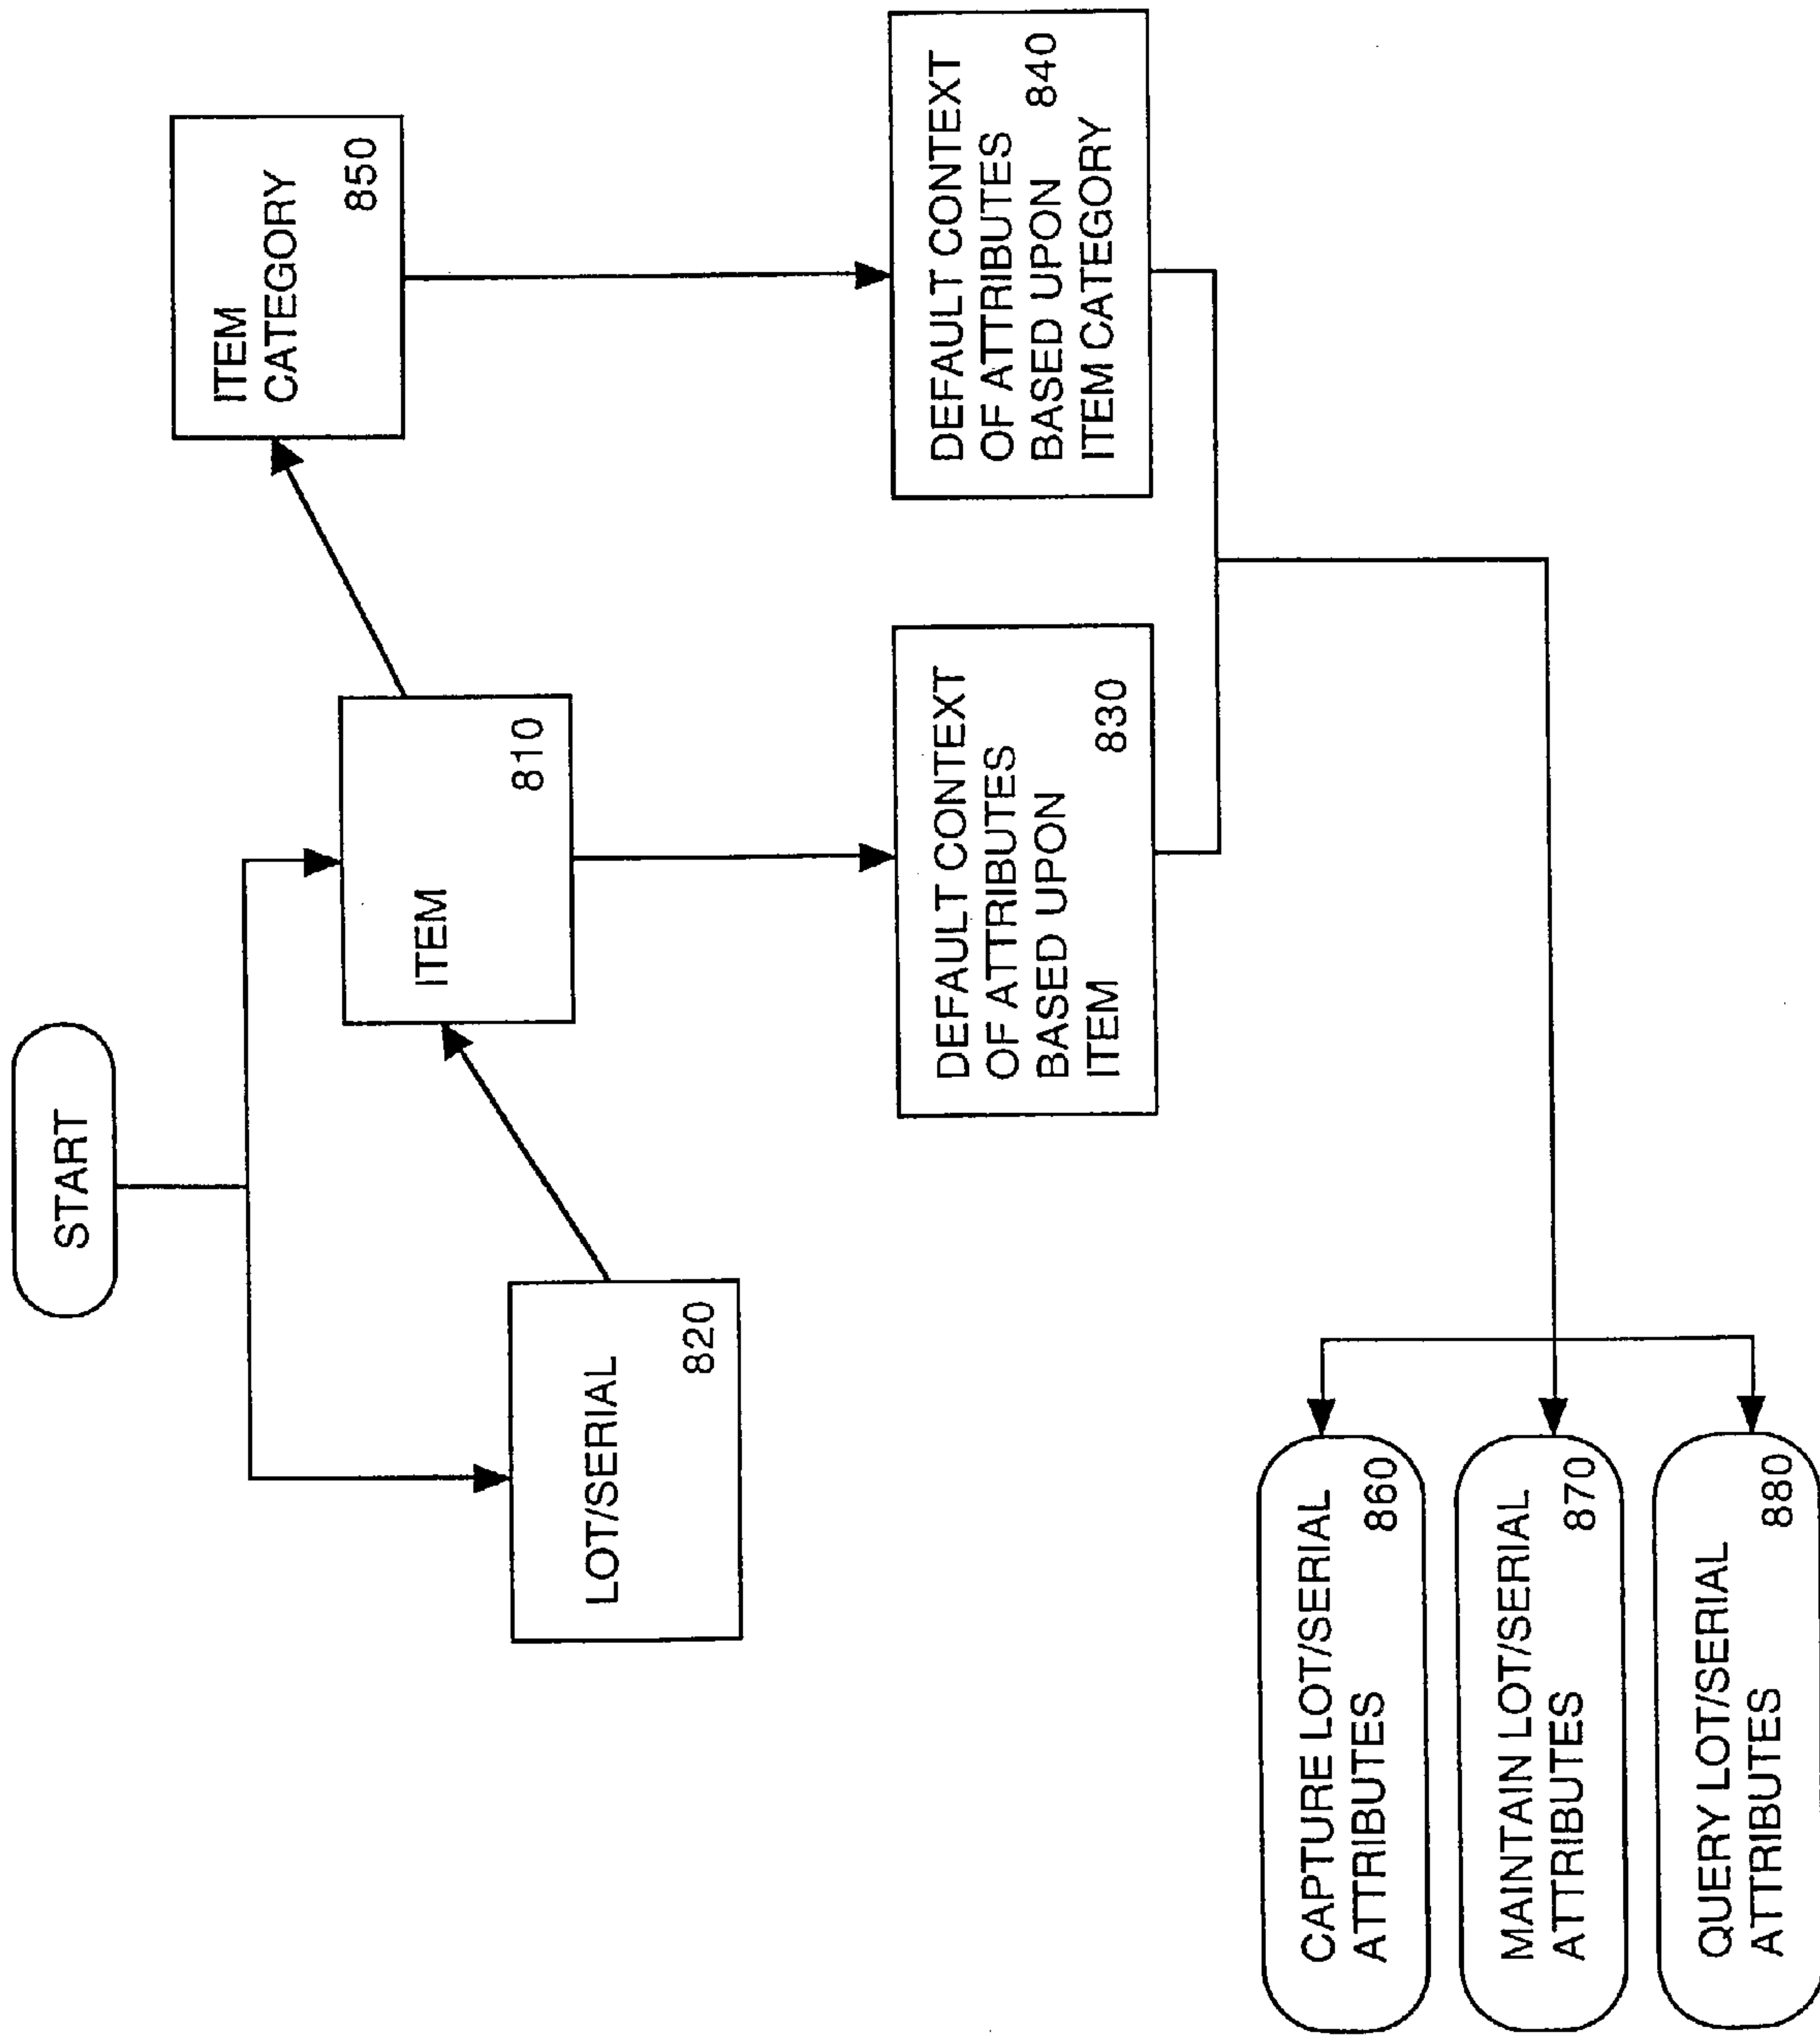 START
ITEM
CATEGORY
850
ITEM
810
LOT/SERIAL
820
DEFAULT CONTEXT
OF ATTRIBUTES
BASED UPON
ITEM
830
DEFAULT CONTEXT
OF ATTRIBUTES
BASED UPON 840
ITEM CATEGORY
CAPTURE LOT/SERIAL
ATTRIBUTES 860
MAINTAIN LOT/SERIAL
ATTRIBUTES 870
QUERY LOT/SERIAL
ATTRIBUTES 880